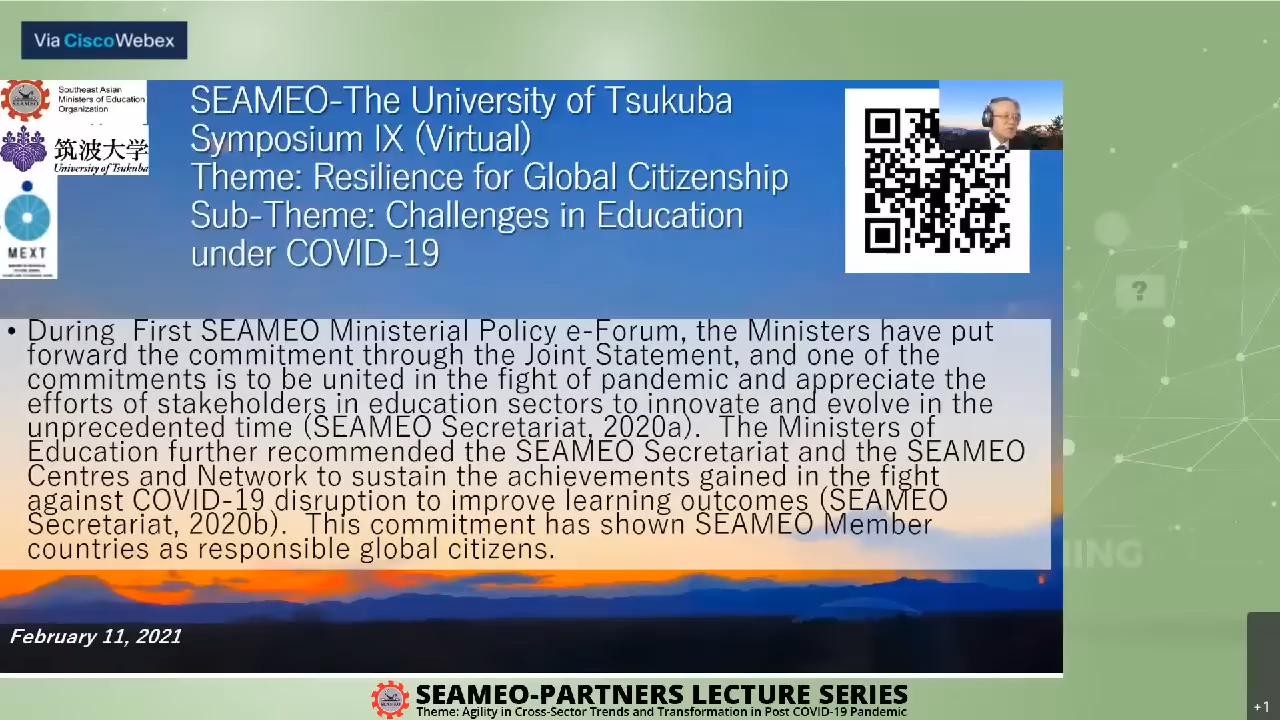 Via CiscoWebex
Southeast Asian
Ministers of Education
Organization
SEAMEO
筑波大学
University of Tsukuba
MEXT
SEAMEO-The University of Tsukuba
Symposium IX (Virtual)
Theme: Resilience for Global Citizenship
Sub-Theme: Challenges in Education
under COVID-19
• During First SEAMEO Ministerial Policy e-Forum, the Ministers have put
forward the commitment through the Joint Statement, and one of the
commitments is to be united in the fight of pandemic and appreciate the
efforts of stakeholders in education sectors to innovate and evolve in the
unprecedented time (SEAMEO Secretariat, 2020a). The Ministers of
Education further recommended the SEAMEO Secretariat and the SEAMEO
Centres and Network to sustain the achievements gained in the fight
against COVID-19 disruption to improve learning outcomes (SEAMEO
Secretariat, 2020b). This commitment has shown SEAMEO Member
countries as responsible global citizens.
?
NING
February 11, 2021
+1
SEAMEO-PARTNERS LECTURE SERIES
Theme: Agility in Cross-Sector Trends and Transformation in Post COVID-19 Pandemic